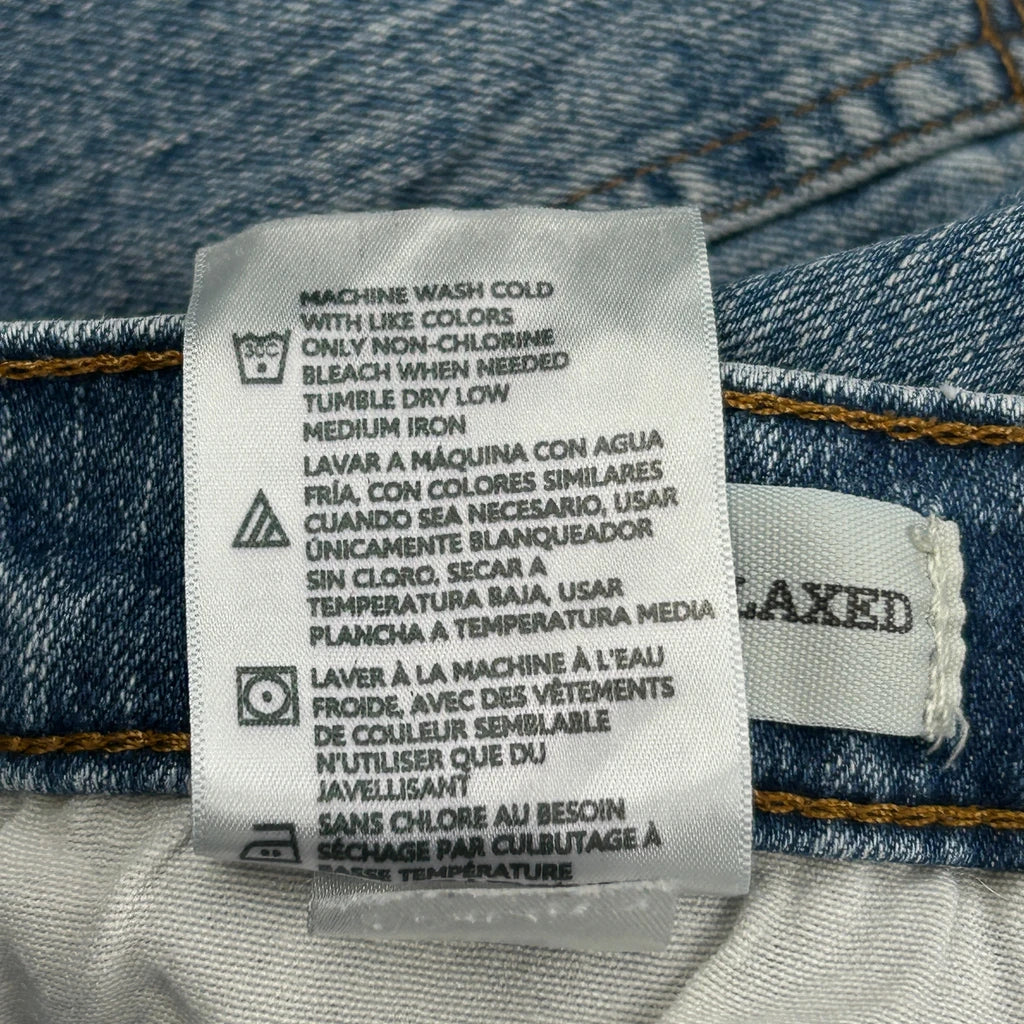 MACHINE WASH COLD
WITH LIKE COLORS
ONLY NON-CHLORINE
BLEACH WHEN NEEDED
TUMBLE DRY LOW
MEDIUM IRON
LAVAR A MÁQUINA CON AGUA
FRÍA, CON COLORES SIMILARES
CUANDO SEA NECESARIO, USAR
ÚNICAMENTE BLANQUEADOR
SIN CLORO, SECAR A
TEMPERATURA BAJA, USAR
PLANCHA A TEMPERATURA MEDIA
LAVER À LA MACHINE À L'EAU
FROIDE, AVEC DES VÊTEMENTS
DE COULEUR SEMBLABLE
N'UTILISER QUE DU
JAVELLISANT
SANS CHLORE AU BESOIN
SÉCHAGE PAR CULBUTAGE À
BASSE TEMPÉRATURE
30C
LAXED